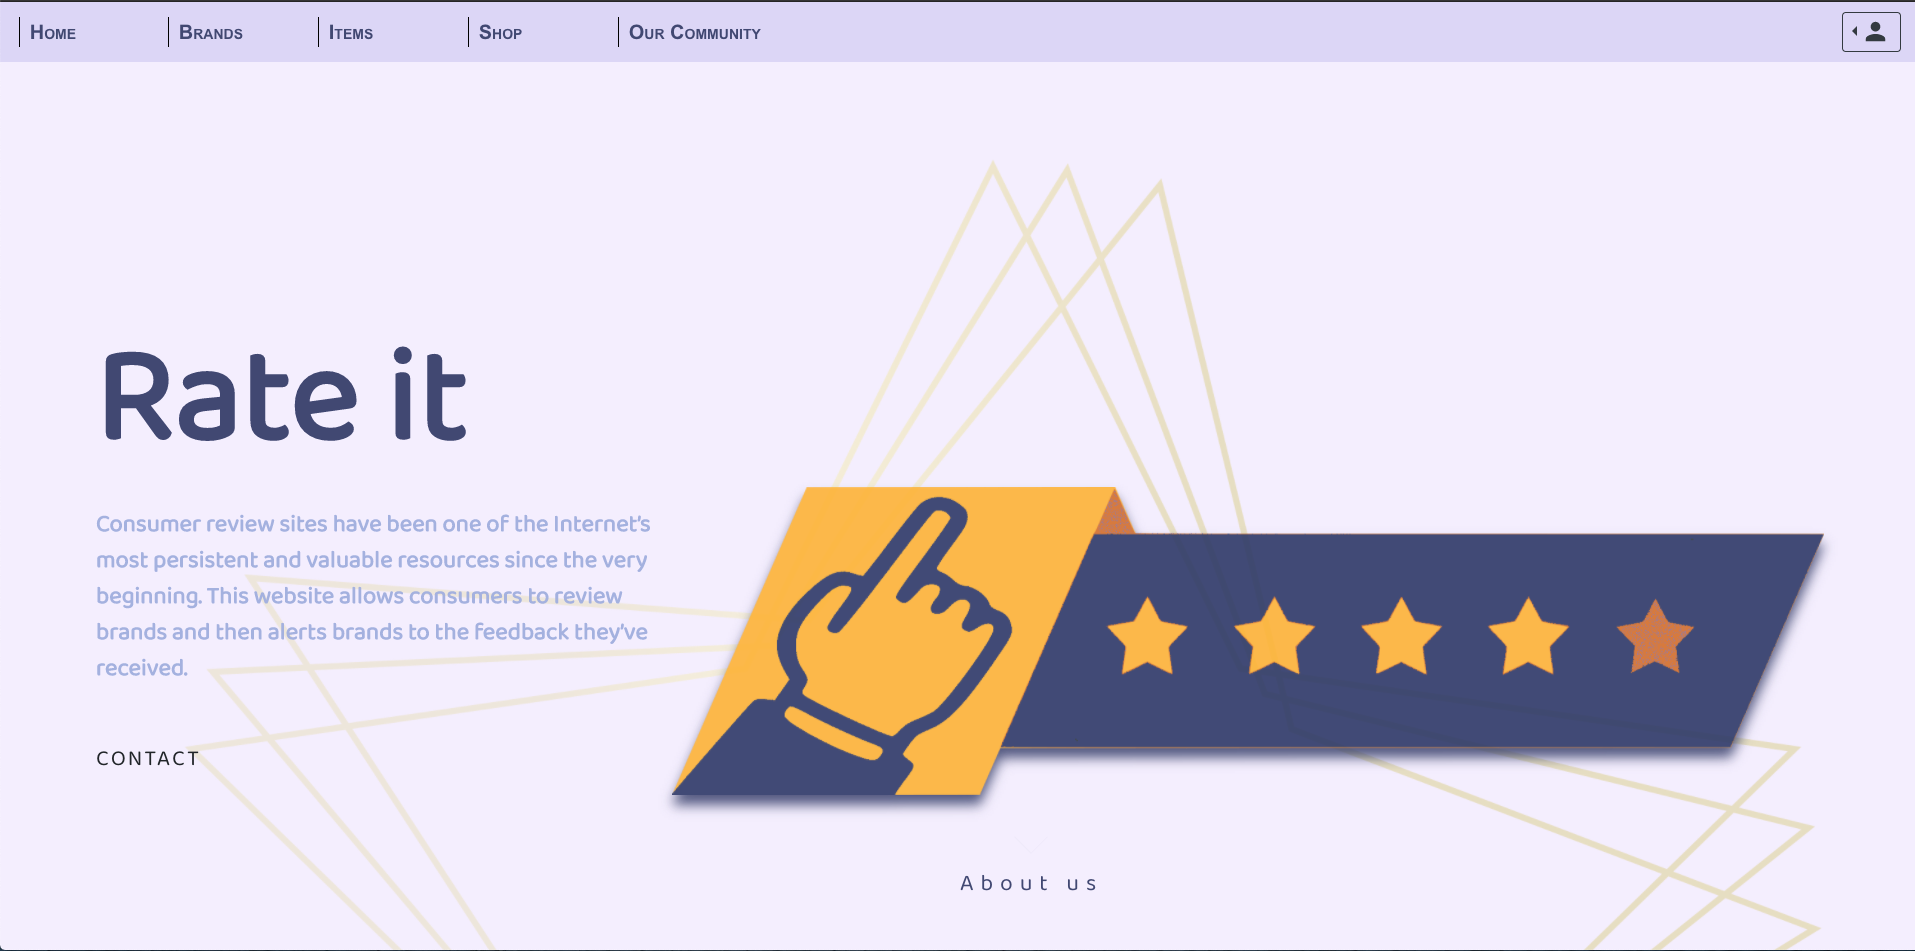 Home
Brands
Items
Shop
Our Community
Rate it
Consumer review sites have been one of the Internet's
most persistent and valuable resources since the very
beginning. This website allows consumers to review
brands and then alerts brands to the feedback they've
received.
CONTACT
About us